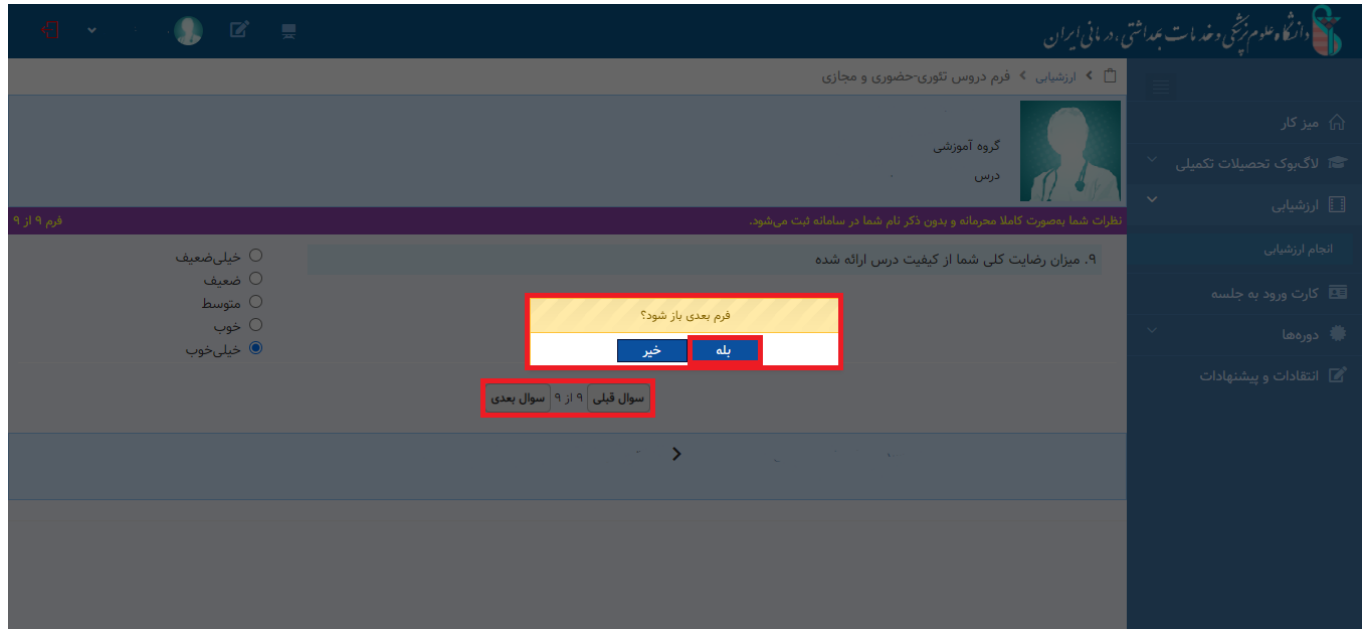 دانشگاه علوم پزشکی و خدمات بهداشتی، درمانی ایران
ارزشیابی
فرم دروس تئوری-حضوری و مجازی
میز کار
لاگ‌بوک تحصیلات تکمیلی
ارزشیابی
انجام ارزشیابی
کارت ورود به جلسه
دوره‌ها
انتقادات و پیشنهادات
گروه آموزشی
درس
نظرات شما به‌صورت کاملا محرمانه و بدون ذکر نام شما در سامانه ثبت می‌شود.
فرم ۹ از ۹
۹. میزان رضایت کلی شما از کیفیت درس ارائه شده
خیلی‌ضعیف
ضعیف
متوسط
خوب
خیلی‌خوب
فرم بعدی باز شود؟
بله
خیر
سوال قبلی ۹ از ۹ سوال بعدی